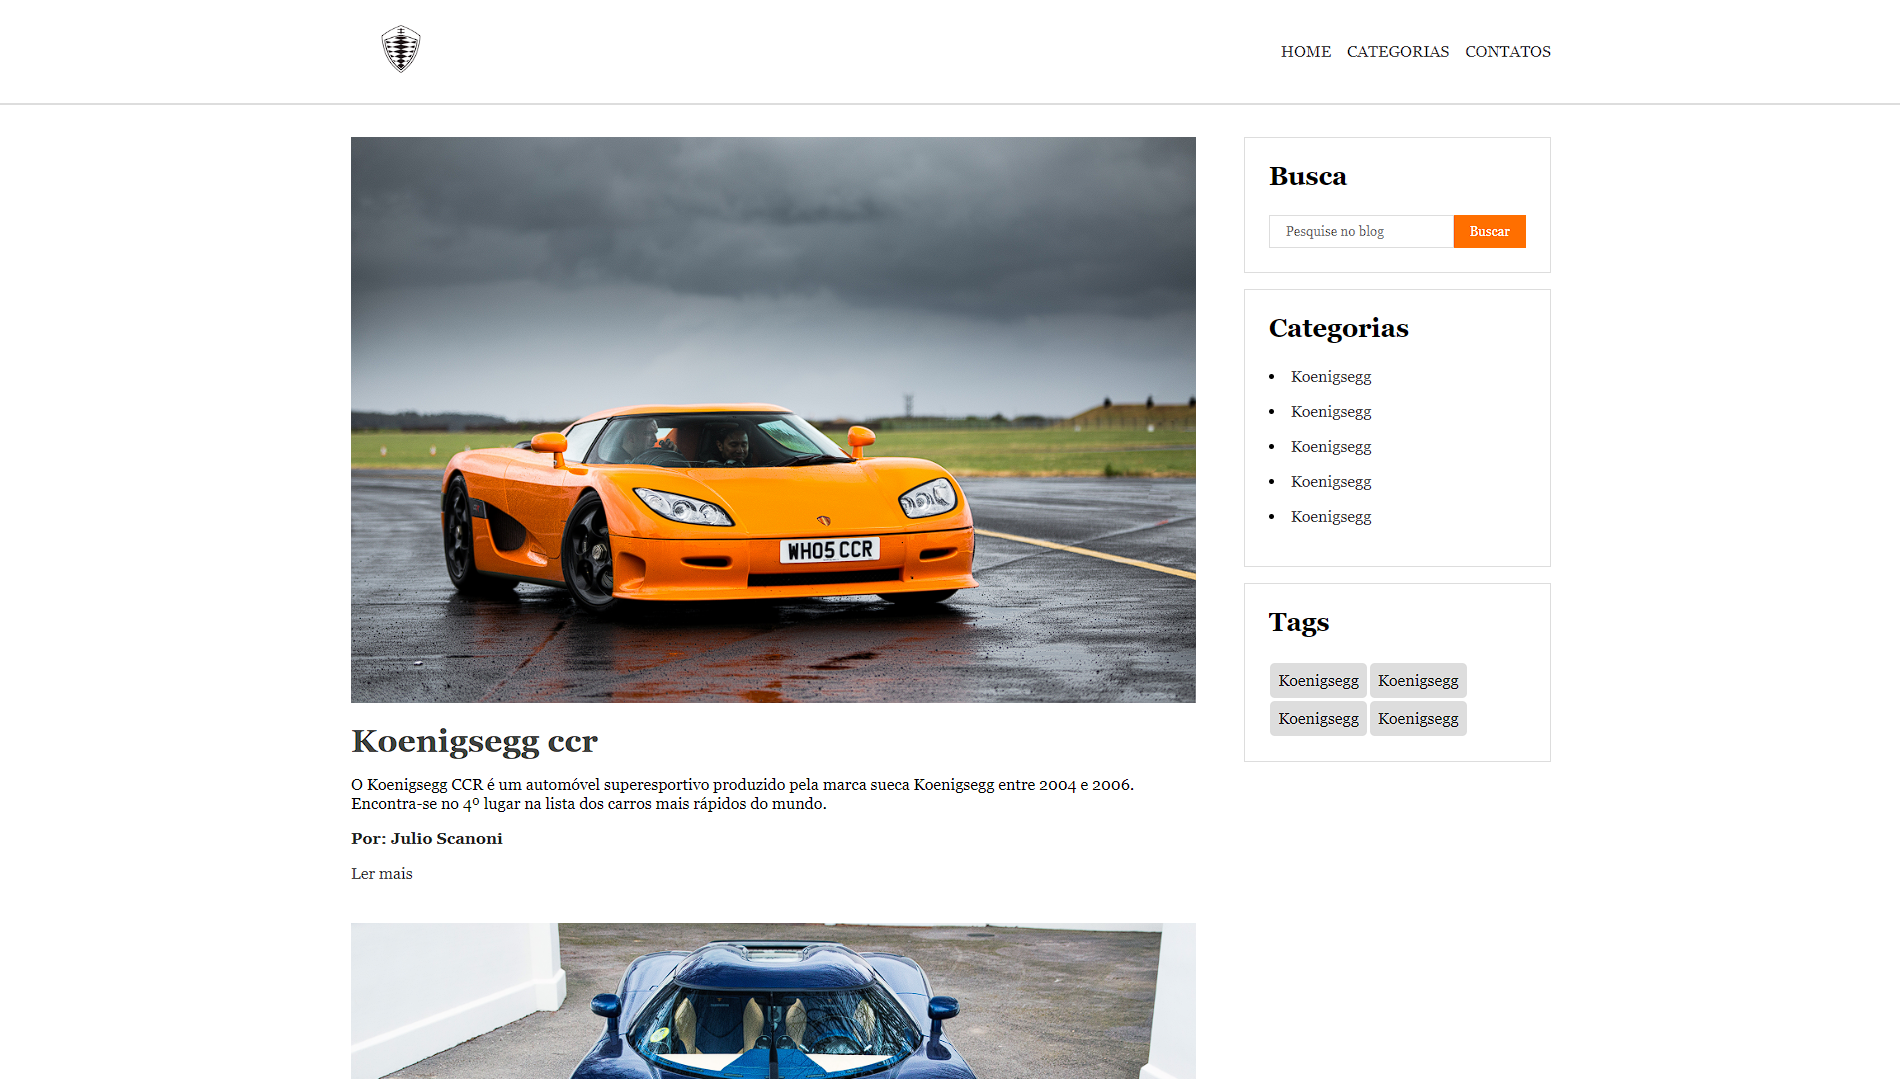 HOME CATEGORIAS CONTATOS
WH05 CCR
Koenigsegg ccr
O Koenigsegg CCR é um automóvel superesportivo produzido pela marca sueca Koenigsegg entre 2004 e 2006.
Encontra-se no 4º lugar na lista dos carros mais rápidos do mundo.
Por: Julio Scanoni
Ler mais
Busca
Pesquise no blog Buscar
Categorias
Koenigsegg
Koenigsegg
Koenigsegg
Koenigsegg
Koenigsegg
Tags
Koenigsegg Koenigsegg
Koenigsegg Koenigsegg